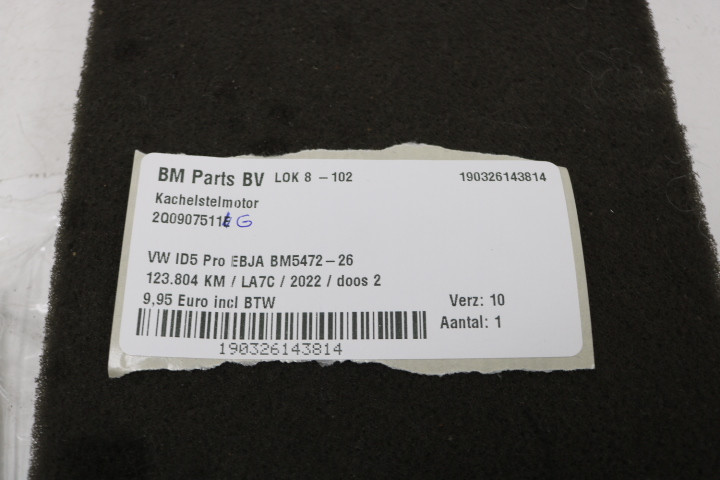 BM Parts BV LOK 8 - 102 190326143814
Kachelstelmotor
2Q0907511 G
VW ID5 Pro EBJA BM5472-26
123.804 KM / LA7C / 2022 / doos 2
9,95 Euro incl BTW Verz: 10
Aantal: 1
190326143814